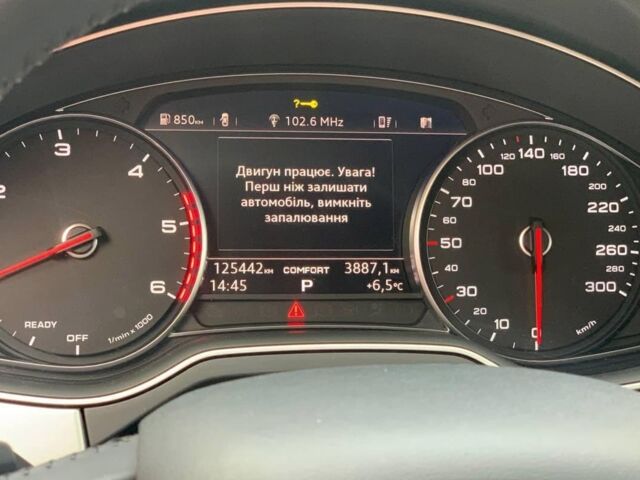 ?
850км
102.6 MHz
Двигун працює. Увага!
Перш ніж залишати
автомобіль, вимкніть
запалювання
125442км COMFORT 3887,1км
14:45 P +6,5°C
2 3 4 5 6
READY
OFF
1/min x 1000
0 10 20 30 50 60 80 100 120 140 160 180 220 260 300
80 200 240 280
km/h